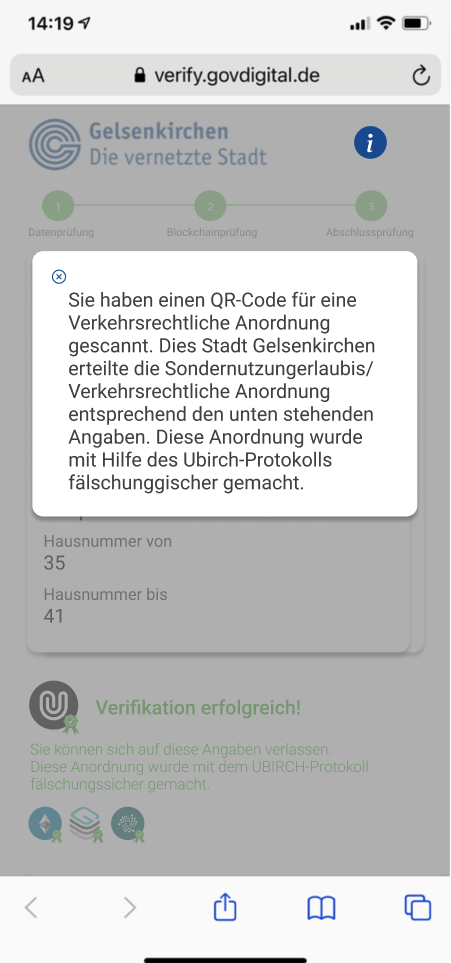 14:19
AA
verify.govdigital.de
Gelsenkirchen
Die vernetzte Stadt
i
1
2
3
Datenprüfung
Blockchainprüfung
Abschlussprüfung
Sie haben einen QR-Code für eine
Verkehrsrechtliche Anordnung
gescannt. Dies Stadt Gelsenkirchen
erteilte die Sondernutzungerlaubis/
Verkehrsrechtliche Anordnung
entsprechend den unten stehenden
Angaben. Diese Anordnung wurde
mit Hilfe des Ubirch-Protokolls
fälschunggischer gemacht.
Hausnummer von
35
Hausnummer bis
41
Verifikation erfolgreich!
Sie können sich auf diese Angaben verlassen.
Diese Anordnung wurde mit dem UBIRCH-Protokoll
fälschungssicher gemacht.